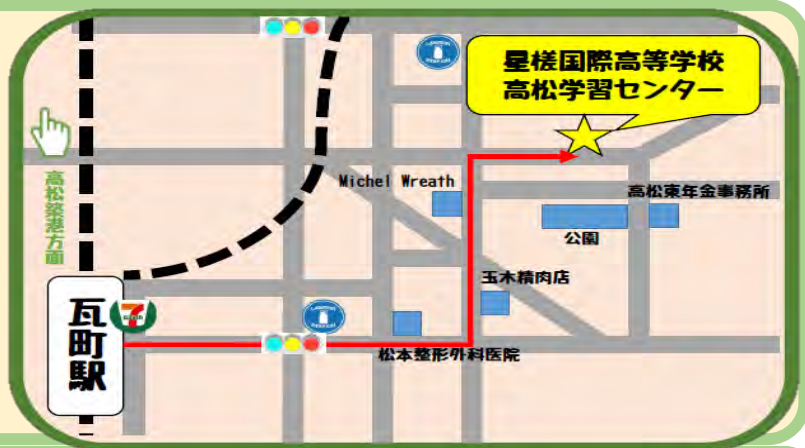 星槎国際高等学校
高松学習センター
高松築港方面
Michel Wreath
高松東年金事務所
公園
玉木精肉店
瓦町駅
松本整形外科医院